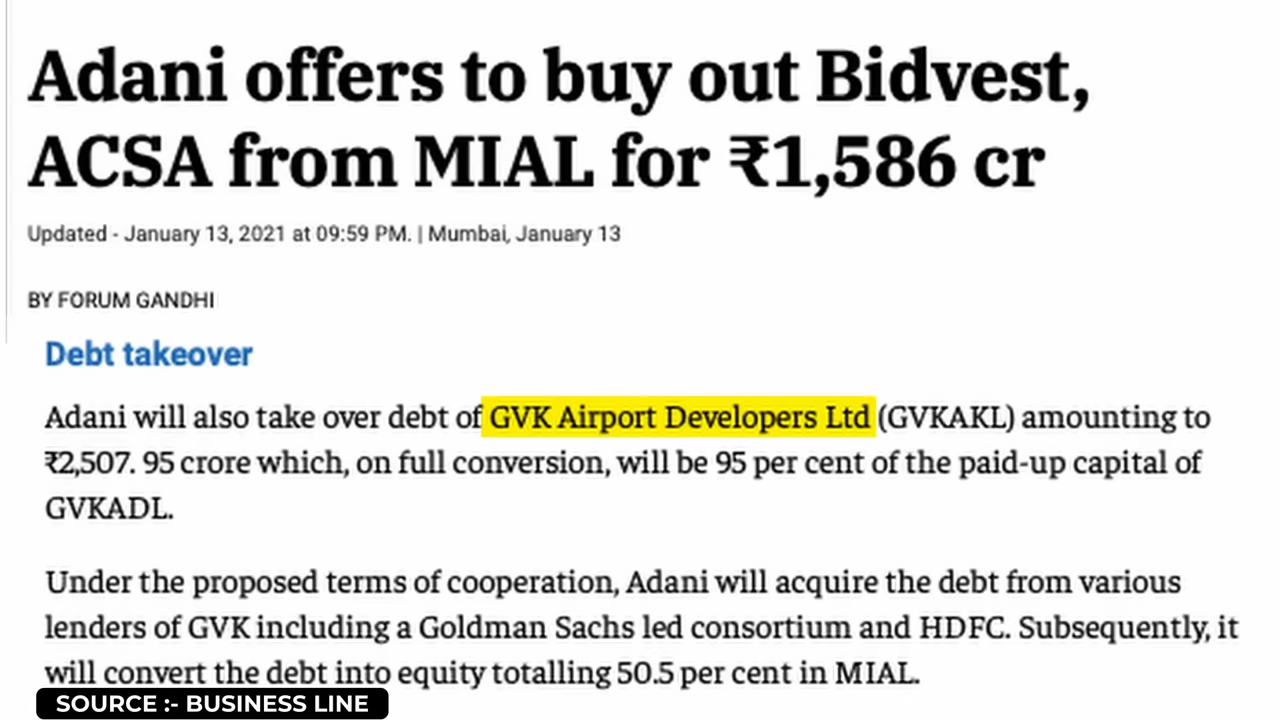 Adani offers to buy out Bidvest,
ACSA from MIAL for ₹1,586 cr
Updated - January 13, 2021 at 09:59 PM. | Mumbai, January 13
BY FORUM GANDHI
Debt takeover
Adani will also take over debt of GVK Airport Developers Ltd (GVKAKL) amounting to
₹2,507. 95 crore which, on full conversion, will be 95 per cent of the paid-up capital of
GVKADL.
Under the proposed terms of cooperation, Adani will acquire the debt from various
lenders of GVK including a Goldman Sachs led consortium and HDFC. Subsequently, it
will convert the debt into equity totalling 50.5 per cent in MIAL.
SOURCE :- BUSINESS LINE